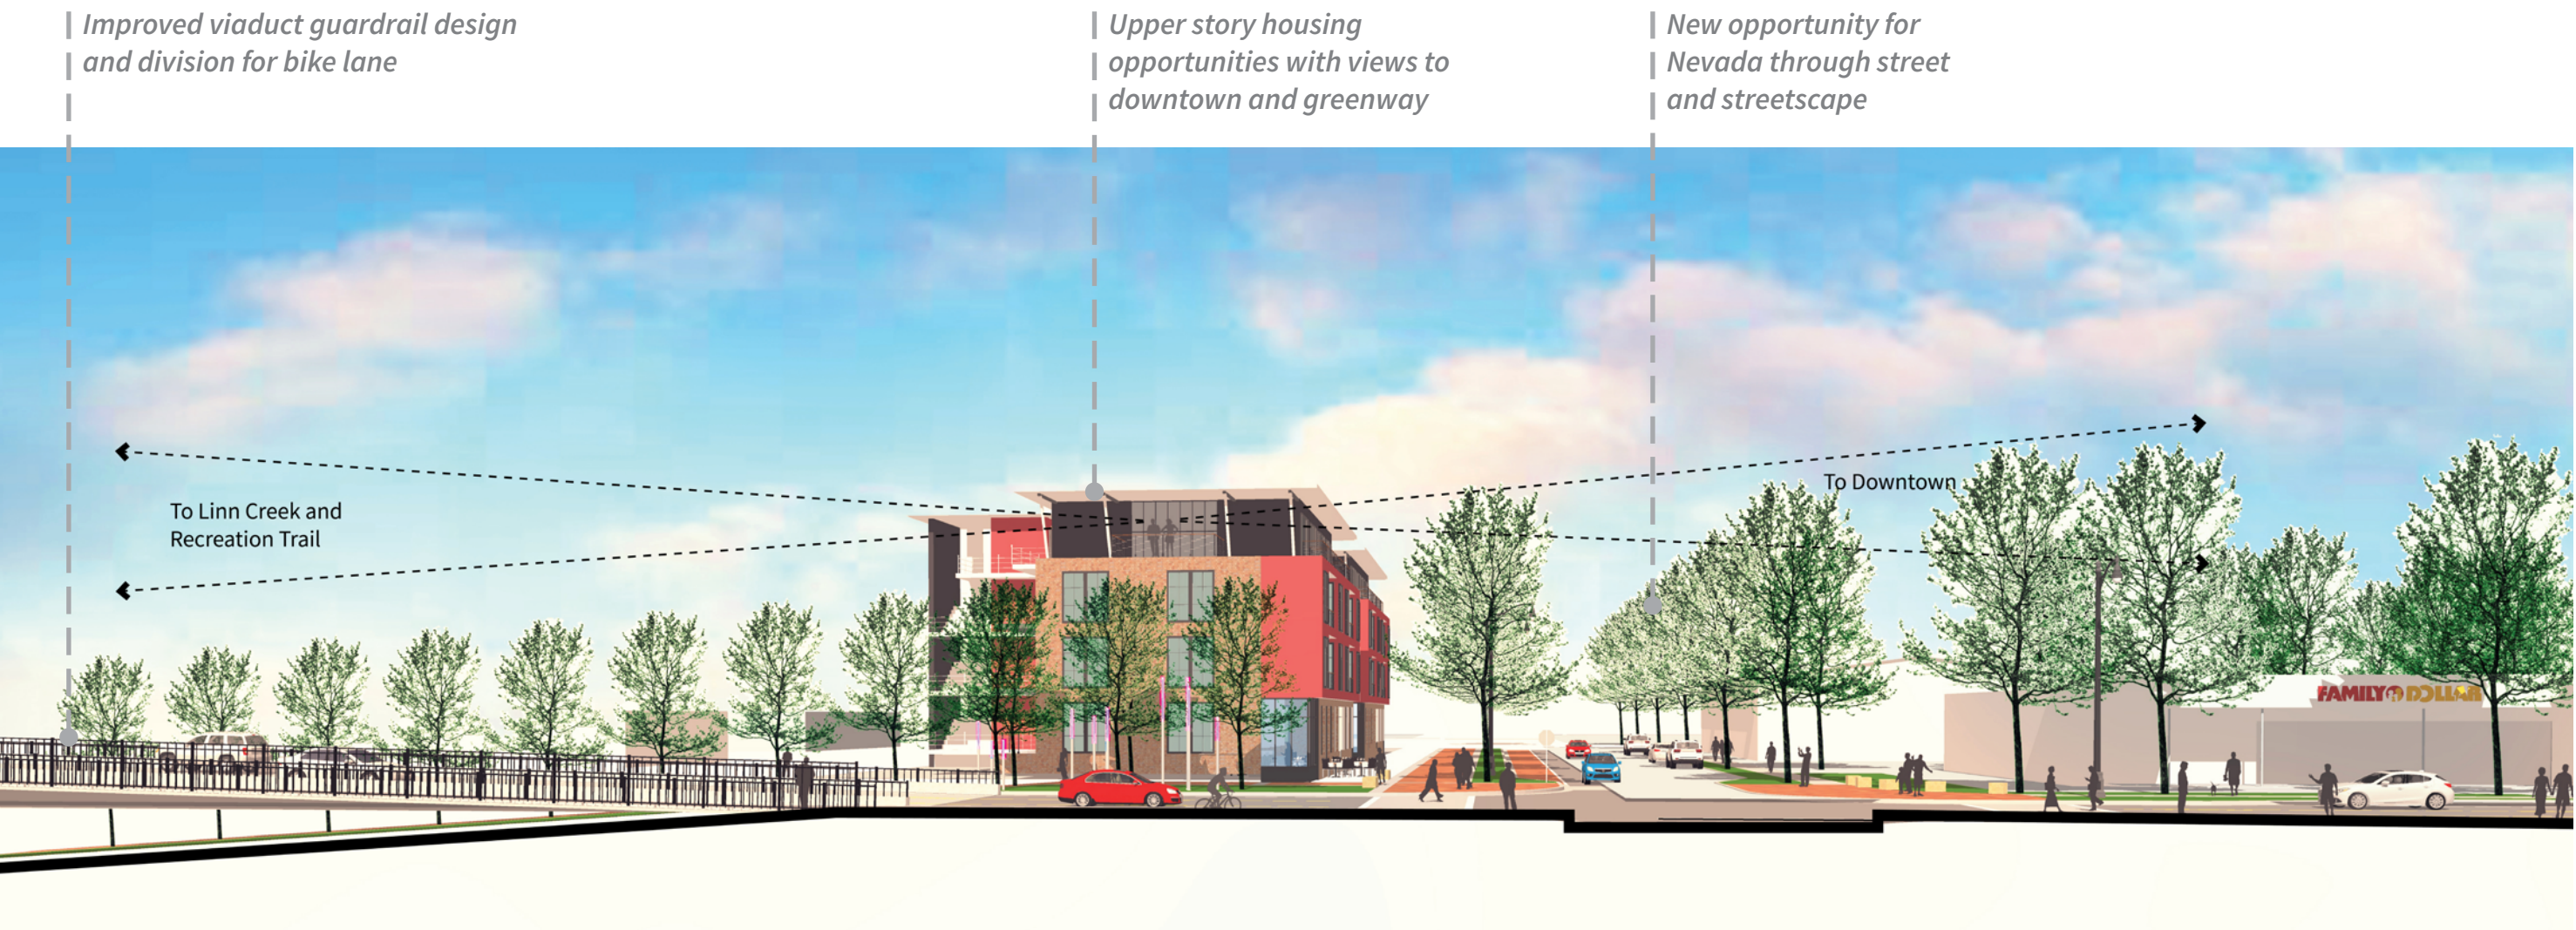 Improved viaduct guardrail design
and division for bike lane
Upper story housing
opportunities with views to
downtown and greenway
New opportunity for
Nevada through street
and streetscape
To Linn Creek and
Recreation Trail
To Downtown
FAMILY DOLLAR